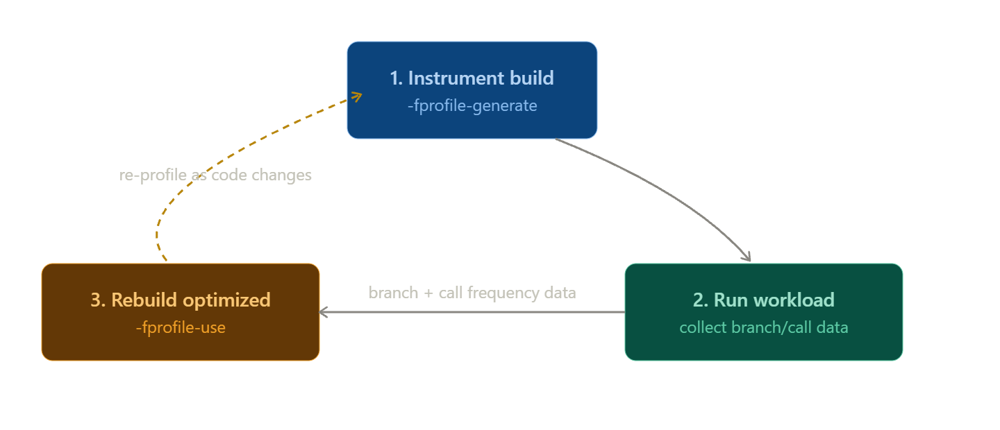 1. Instrument build
-fprofile-generate
re-profile as code changes
3. Rebuild optimized
-fprofile-use
branch + call frequency data
2. Run workload
collect branch/call data